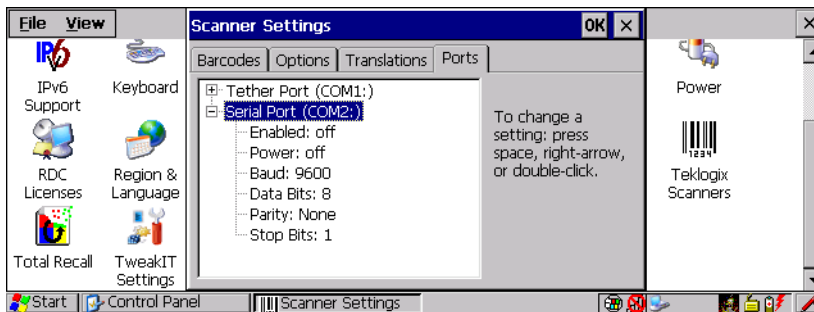 File View
Scanner Settings OK
Barcodes Options Translations Ports
Tether Port (COM1:)
Serial Port (COM2:)
Enabled: off
Power: off
Baud: 9600
Data Bits: 8
Parity: None
Stop Bits: 1
To change a
setting: press
space, right-arrow,
or double-click.
IPv6
IPv6
Support
Keyboard
RDC
Licenses
Region &
Language
Total Recall
TweakIT
Settings
Power
1234
Teklogix
Scanners
Start Control Panel Scanner Settings